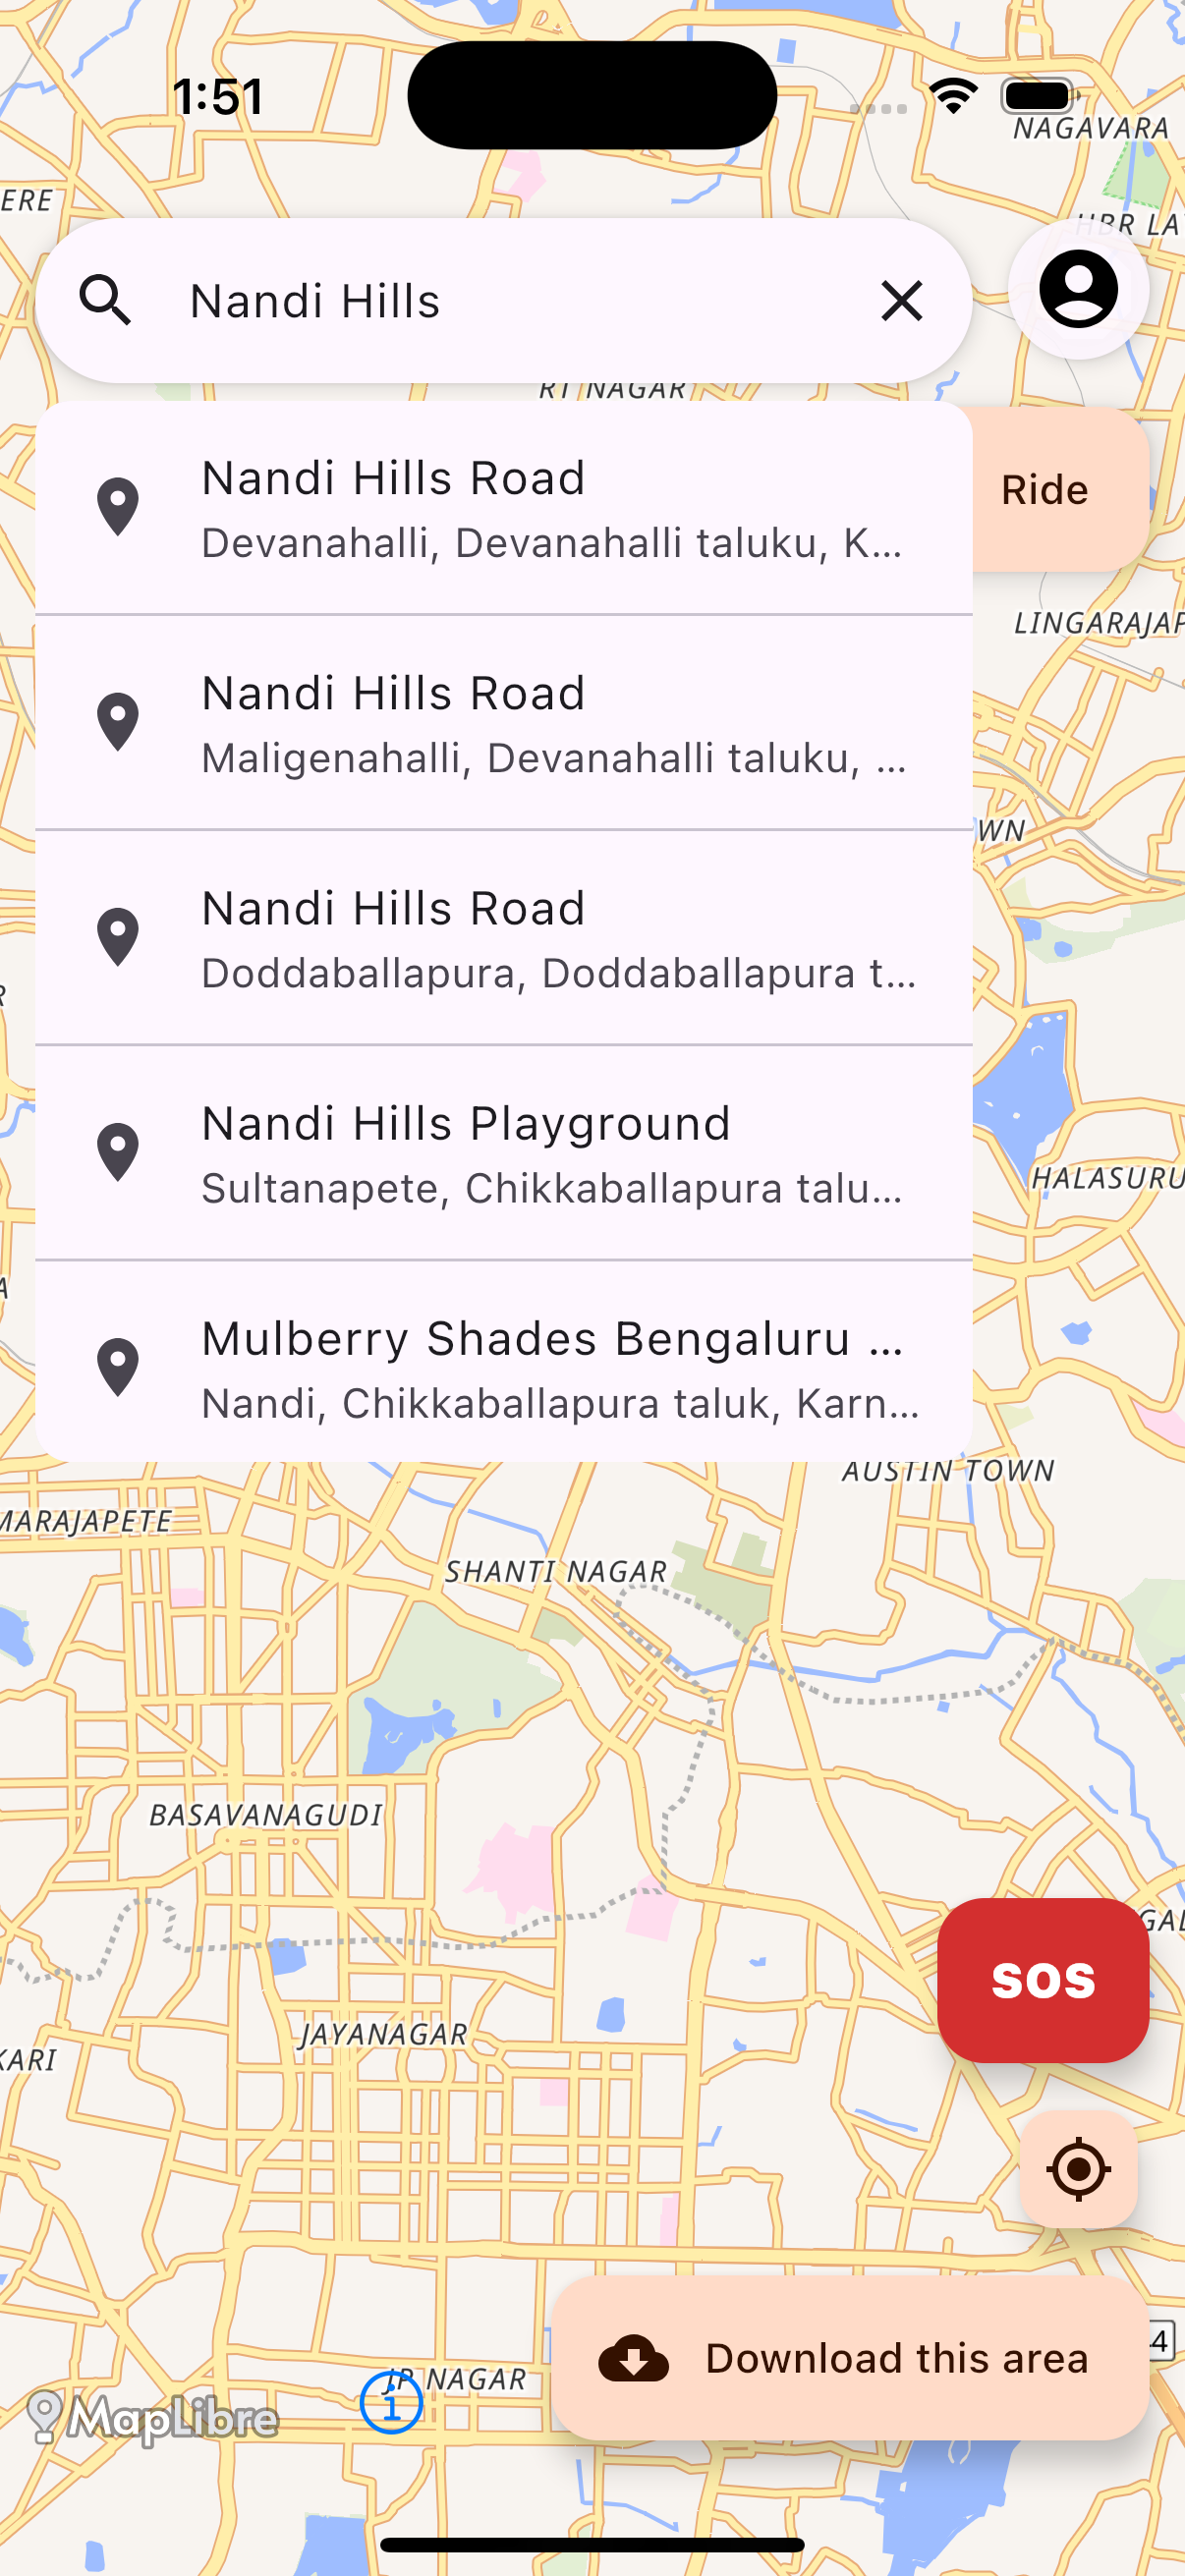 1:51
NAGAVARA
ERE
HBR LA
Nandi Hills
RT NAGAR
Nandi Hills Road
Devanahalli, Devanahalli taluku, K...
Ride
LINGARAJAP
Nandi Hills Road
Maligenahalli, Devanahalli taluku, ...
WN
Nandi Hills Road
Doddaballapura, Doddaballapura t...
R
Nandi Hills Playground
Sultanapete, Chikkaballapura talu...
HALASURU
A
Mulberry Shades Bengaluru ...
Nandi, Chikkaballapura taluk, Karn...
AUSTIN TOWN
MARAJAPETE
SHANTI NAGAR
BASAVANAGUDI
GAL
SOS
JAYANAGAR
KARI
Download this area
4
JP NAGAR
MapLibre